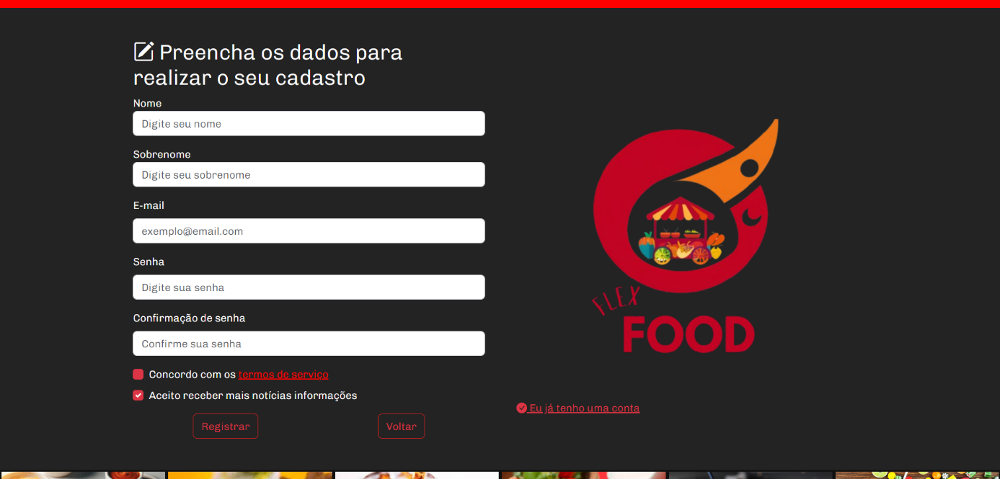 Preencha os dados para
realizar o seu cadastro
Nome
Digite seu nome
Sobrenome
Digite seu sobrenome
E-mail
exemplo@email.com
Senha
Digite sua senha
Confirmação de senha
Confirme sua senha
Concordo com os termos de serviço
Aceito receber mais notícias informações
Registrar
Voltar
FLEX
FOOD
Eu já tenho uma conta